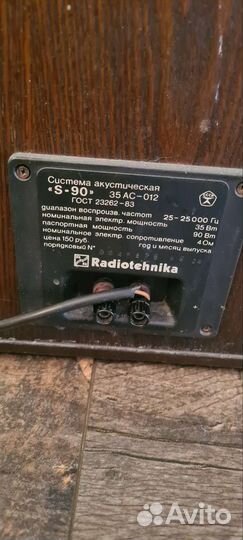 Система акустическая
«S-90» 35 АС-012
ГОСТ 23262-83
диапазон воспроизв. частот 25-25000 Гц
номинальная электр. мощность 35 Вт
паспортная мощность 90 Вт
номинальное электр. сопротивление 4 Ом
цена 150 руб. год и месяц выпуска
порядковый №
Radiotehnika
Avito